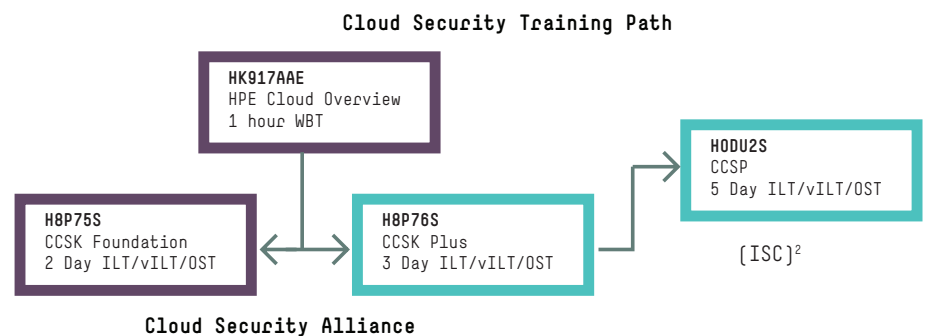 Cloud Security Training Path
HK917AAE
HPE Cloud Overview
1 hour WBT
H0DU2S
CCSP
5 Day ILT/vILT/OST
H8P75S
CCSK Foundation
2 Day ILT/vILT/OST
H8P76S
CCSK Plus
3 Day ILT/vILT/OST
(ISC)²
Cloud Security Alliance